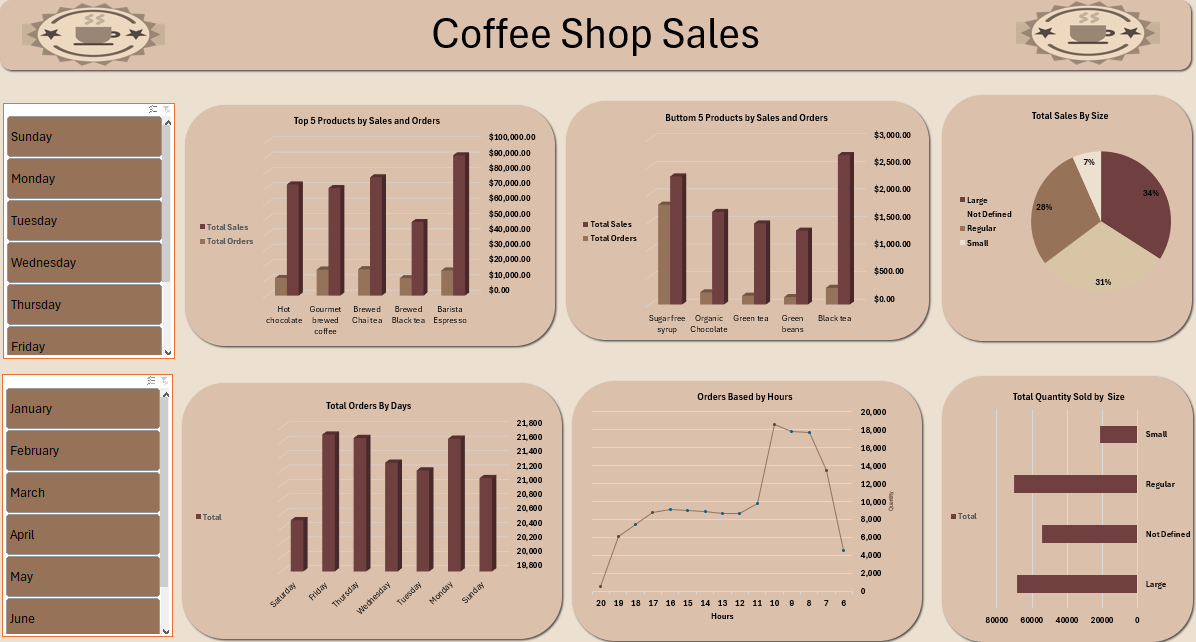 Coffee Shop Sales
Sunday
Monday
Tuesday
Wednesday
Thursday
Friday
January
February
March
April
May
June
Top 5 Products by Sales and Orders
$100,000.00
$90,000.00
$80,000.00
$70,000.00
$60,000.00
$50,000.00
$40,000.00
$30,000.00
$20,000.00
$10,000.00
$0.00
Total Sales
Total Orders
Hot chocolate
Gourmet brewed coffee
Brewed Chai tea
Brewed Black tea
Barista Espresso
Buttom 5 Products by Sales and Orders
$3,000.00
$2,500.00
$2,000.00
$1,500.00
$1,000.00
$500.00
$0.00
Total Sales
Total Orders
Sugar free syrup
Organic Chocolate
Green tea
Green beans
Black tea
Total Sales By Size
Large
Not Defined
Regular
Small
34%
31%
28%
7%
Total Orders By Days
21,800
21,600
21,400
21,200
21,000
20,800
20,600
20,400
20,200
20,000
19,800
Total
Saturday
Friday
Thursday
Wednesday
Tuesday
Monday
Sunday
Orders Based by Hours
20,000
18,000
16,000
14,000
12,000
10,000
8,000
6,000
4,000
2,000
0
Quantity
20 19 18 17 16 15 14 13 12 11 10 9 8 7 6
Hours
Total Quantity Sold by Size
Small
Regular
Not Defined
Large
Total
80000 60000 40000 20000 0